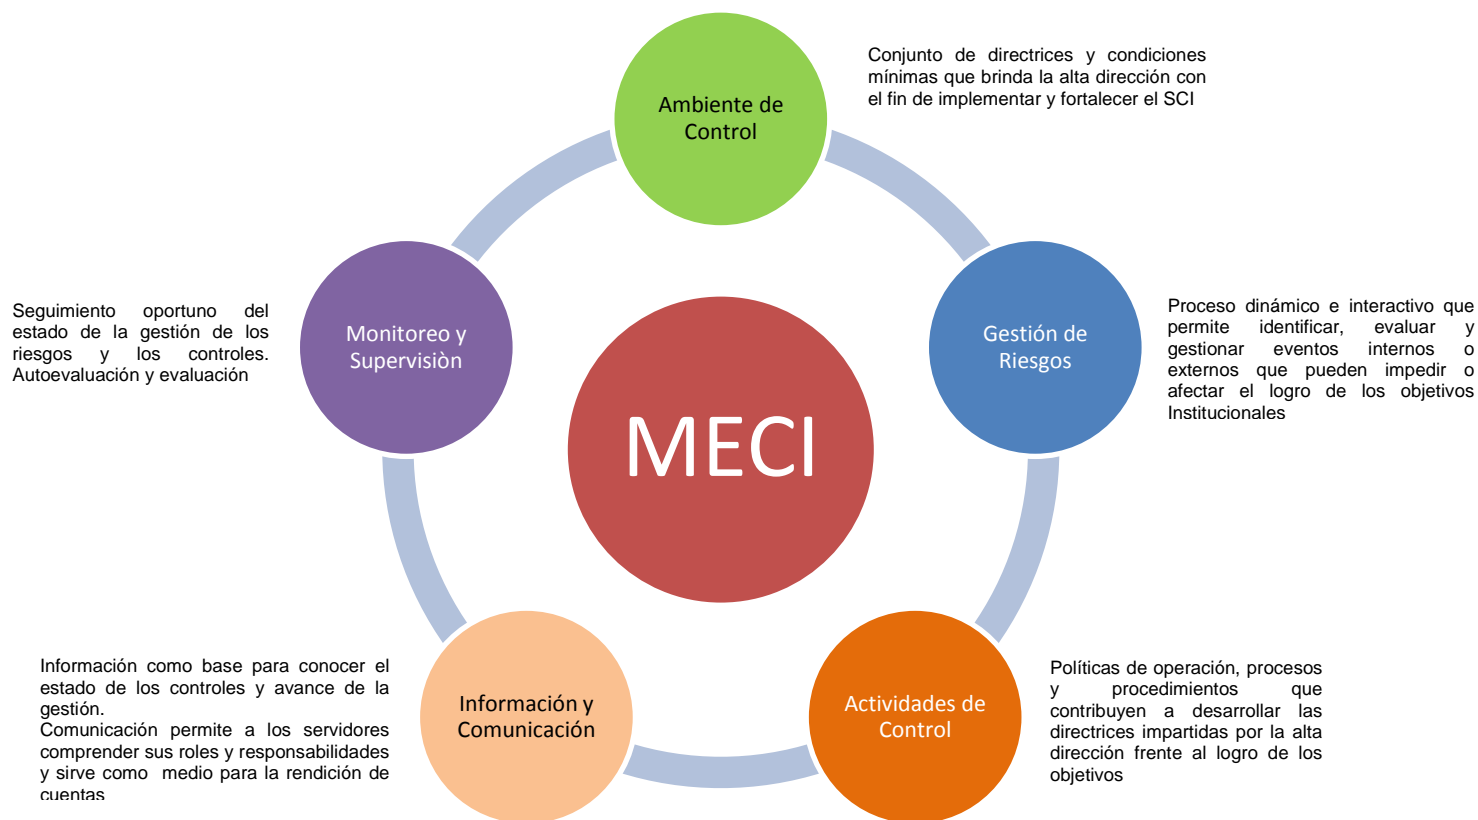 Ambiente de
Control
Conjunto de directrices y condiciones
mínimas que brinda la alta dirección con
el fin de implementar y fortalecer el SCI
Gestión de
Riesgos
Proceso dinámico e interactivo que
permite identificar, evaluar y
gestionar eventos internos o
externos que pueden impedir o
afectar el logro de los objetivos
Institucionales
Actividades de
Control
Políticas de operación, procesos
y procedimientos que
contribuyen a desarrollar las
directrices impartidas por la alta
dirección frente al logro de los
objetivos
Información y
Comunicación
Información como base para conocer el
estado de los controles y avance de la
gestión.
Comunicación permite a los servidores
comprender sus roles y responsabilidades
y sirve como medio para la rendición de
cuentas
Monitoreo y
Supervisiòn
Seguimiento oportuno del
estado de la gestión de los
riesgos y los controles.
Autoevaluación y evaluación
MECI